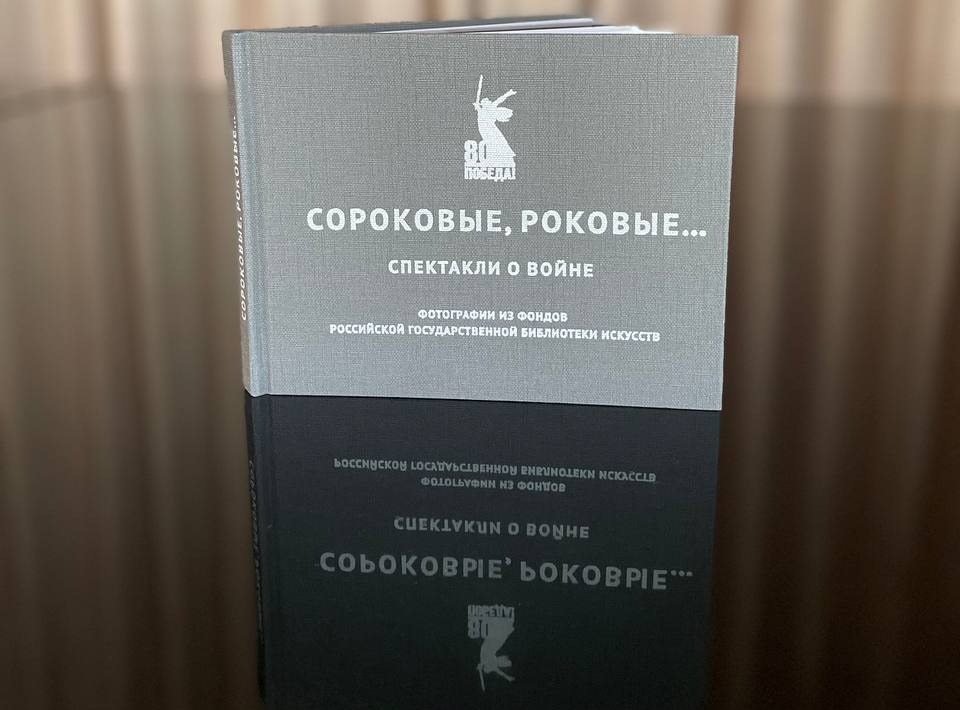 80
ПОБЕДА!
СОРОКОВЫЕ, РОКОВЫЕ...
СПЕКТАКЛИ О ВОЙНЕ
ФОТОГРАФИИ ИЗ ФОНДОВ
РОССИЙСКОЙ ГОСУДАРСТВЕННОЙ БИБЛИОТЕКИ ИСКУССТВ
СОРОКОВЫЕ, РОКОВЫЕ...